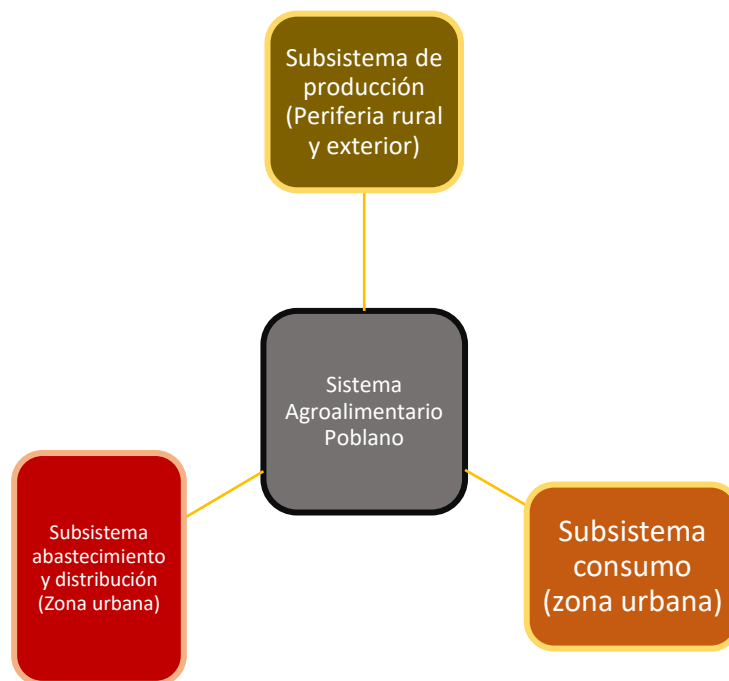 Subsistema de
producción
(Periferia rural
y exterior)
Sistema
Agroalimentario
Poblano
Subsistema
abastecimiento
y distribución
(Zona urbana)
Subsistema
consumo
(zona urbana)